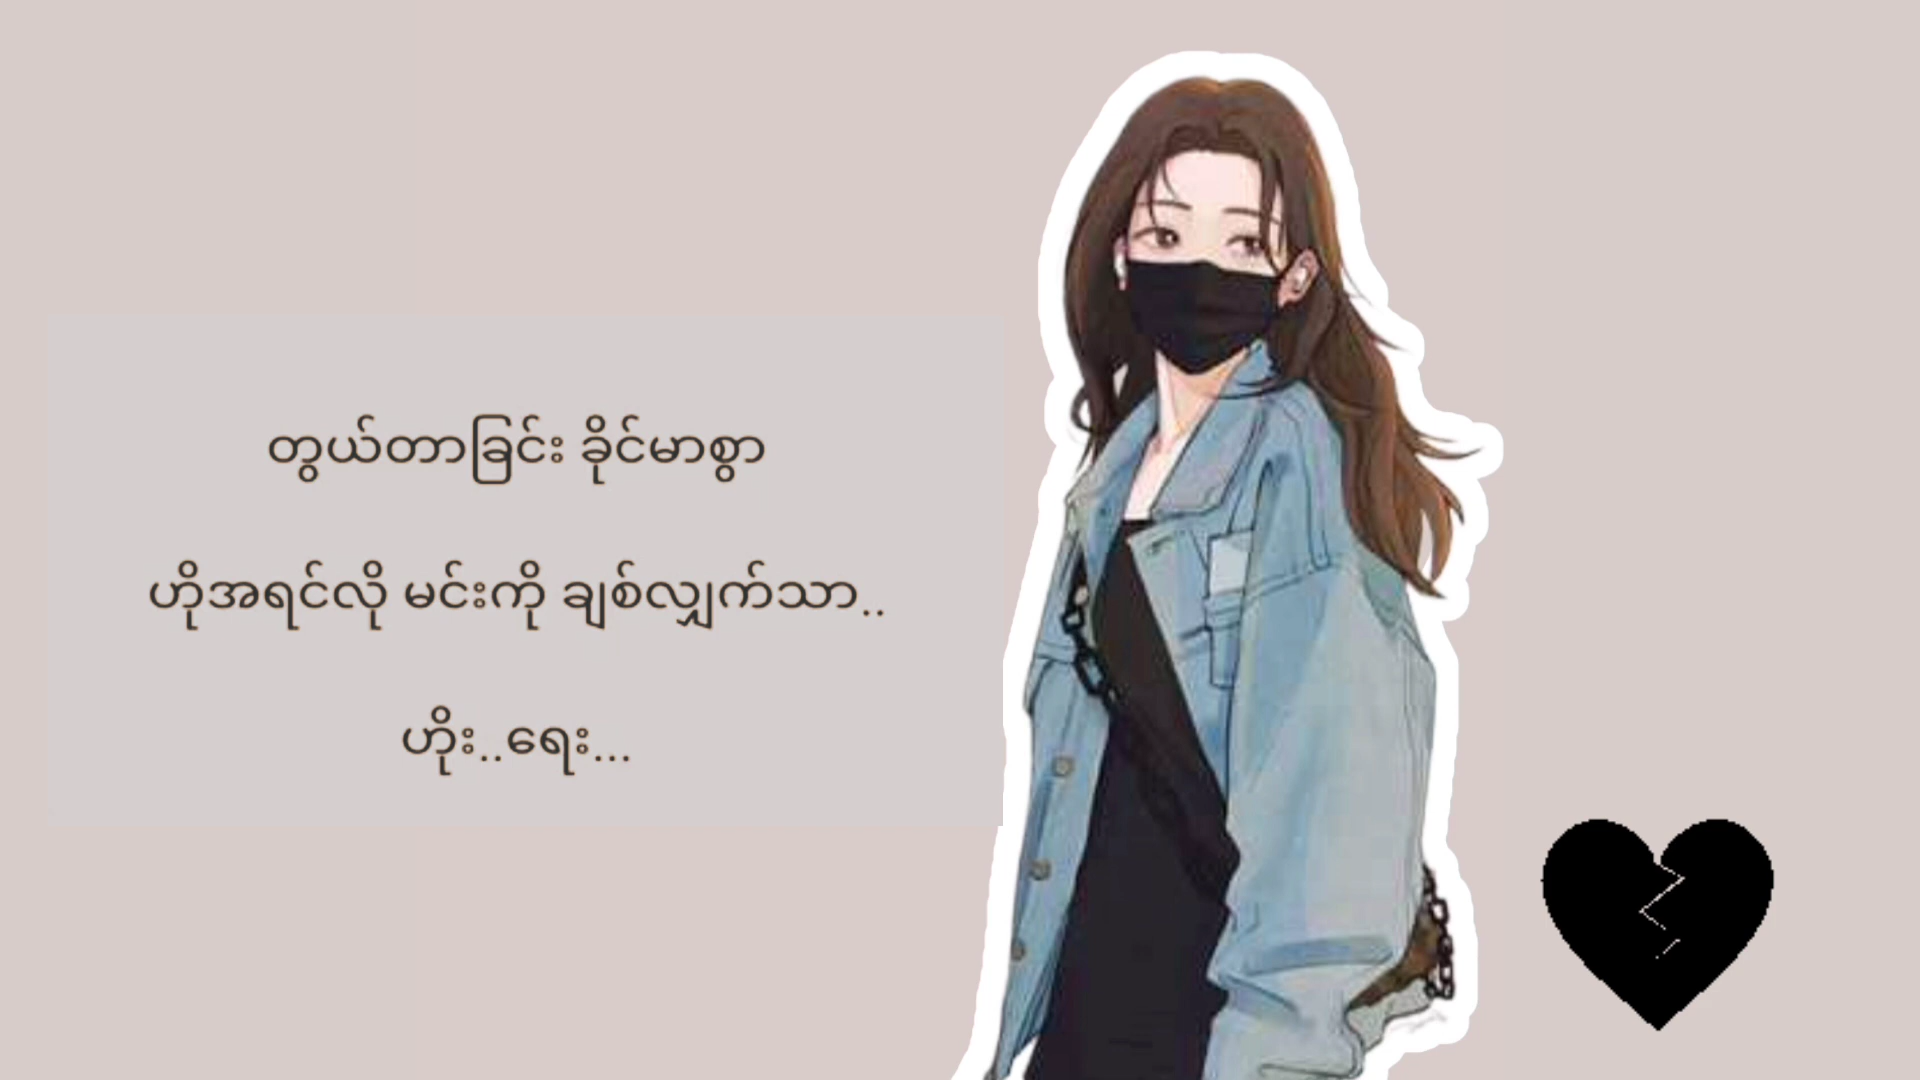 တွယ်တာခြင်း ခိုင်မာစွာ
ဟိုအရင်လို မင်းကို ချစ်လျှက်သာ..
ဟိုး..ရေး...